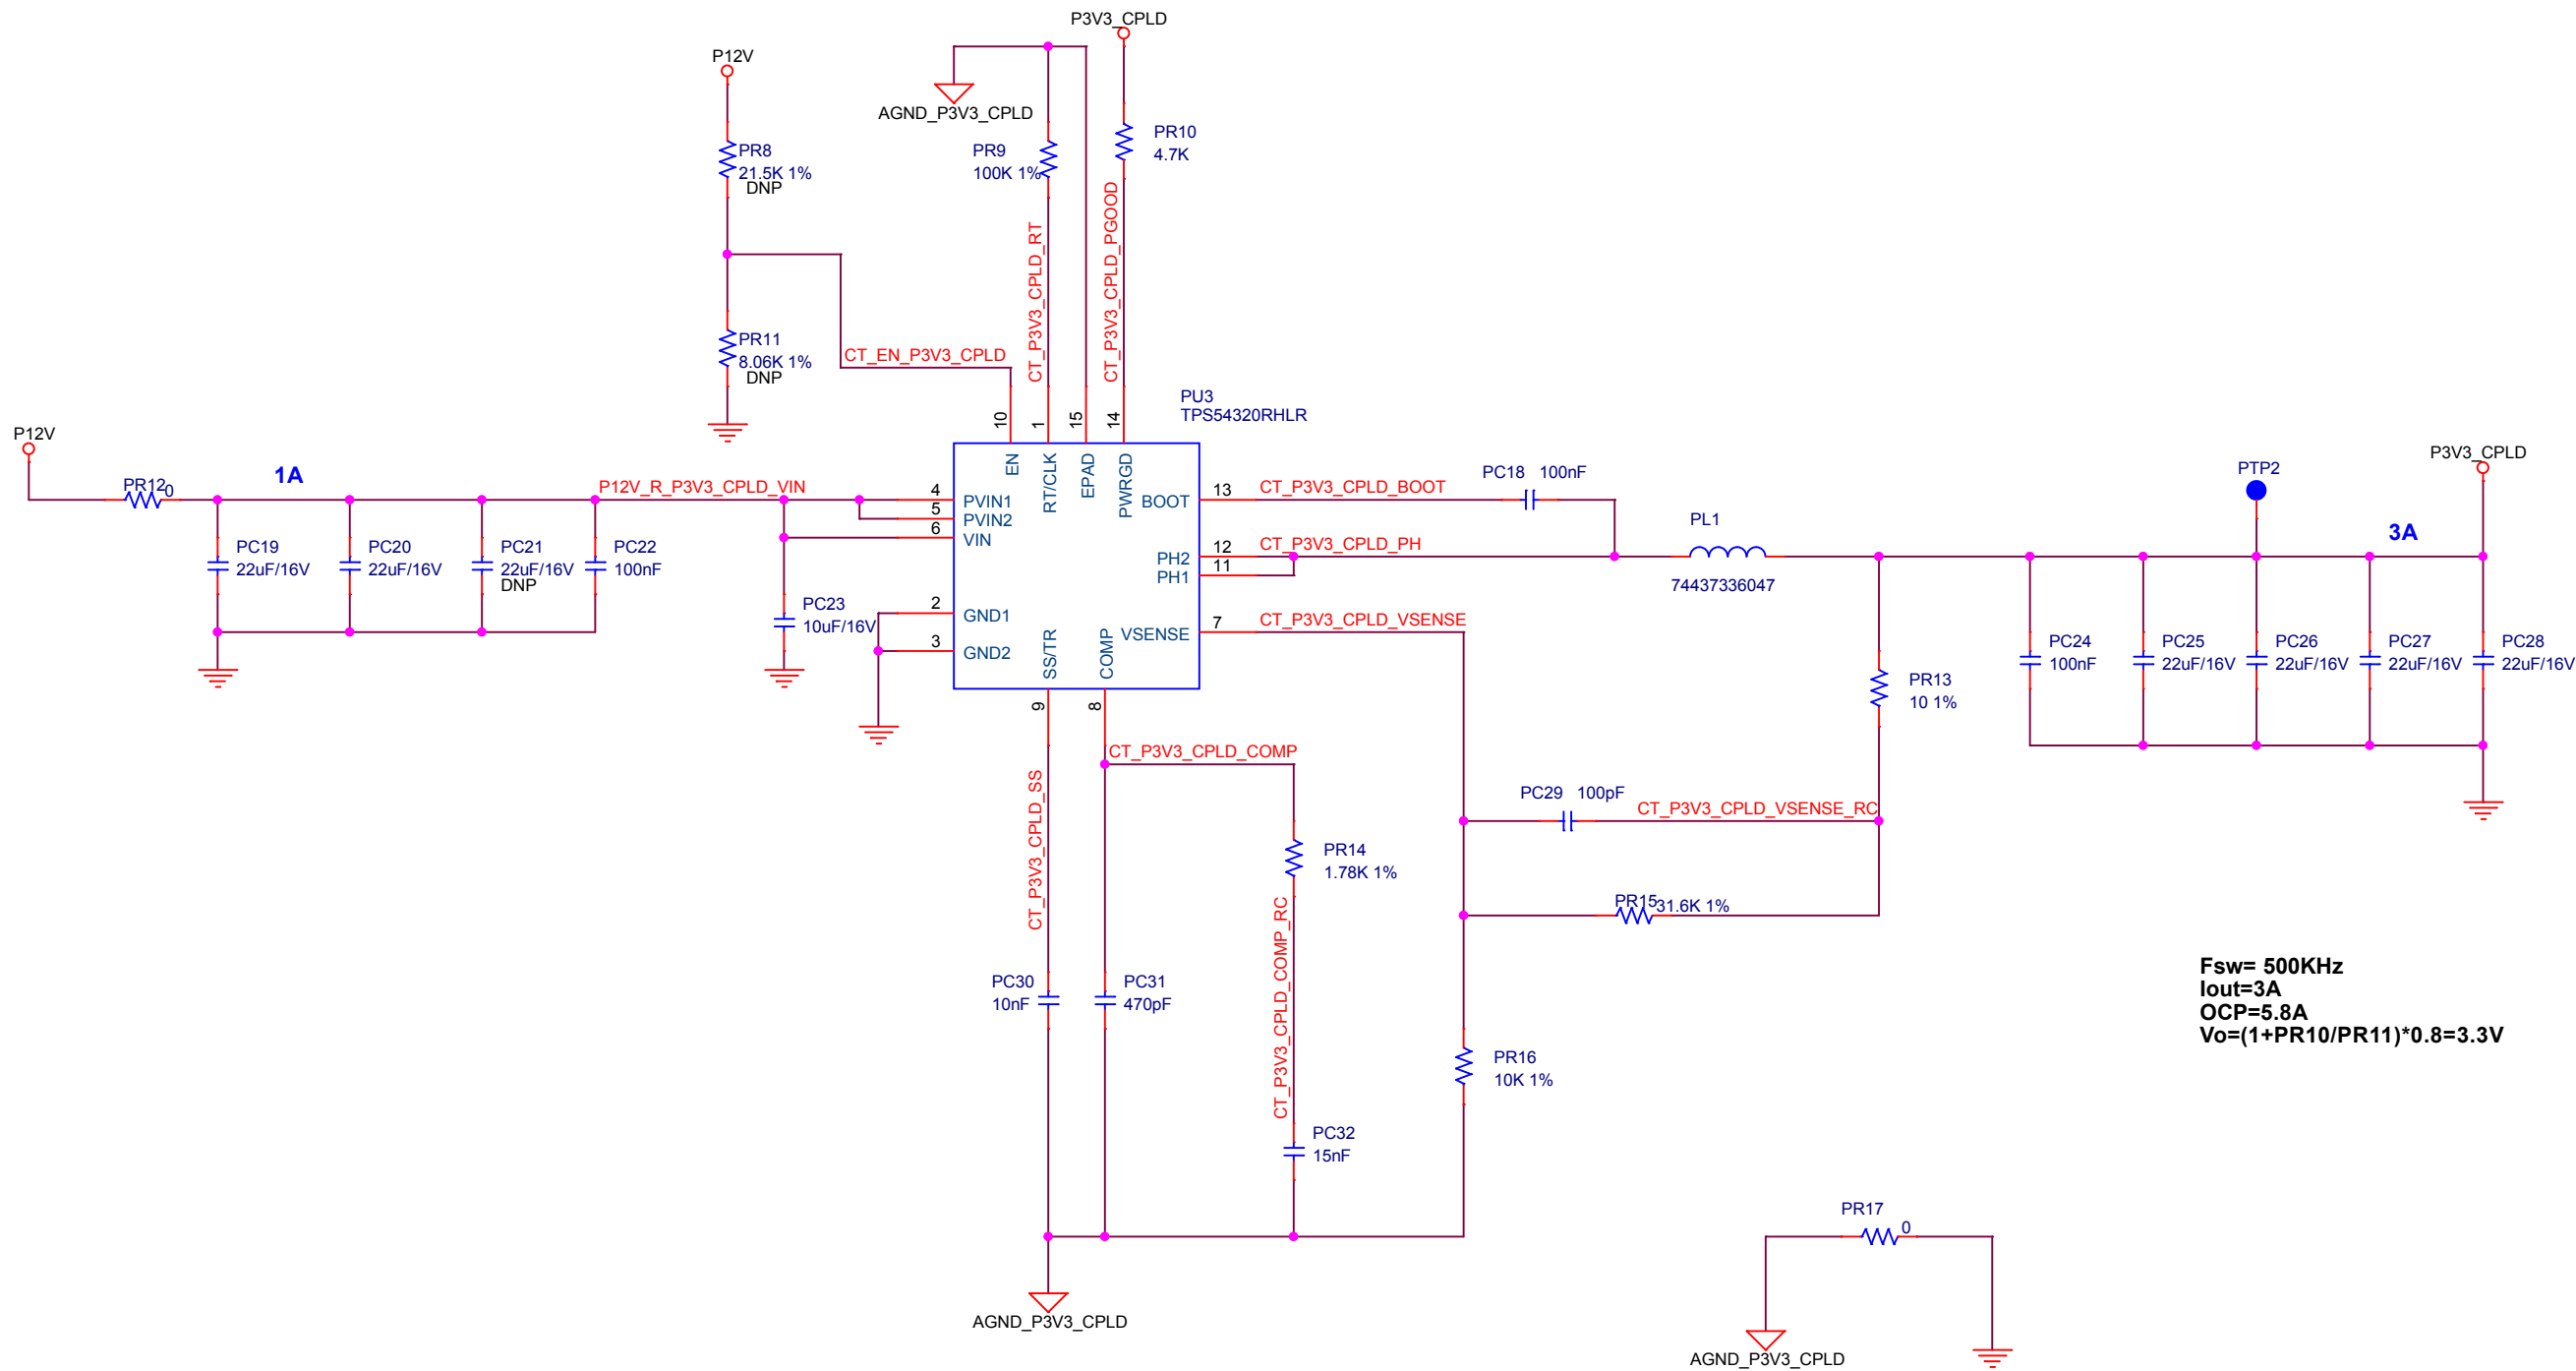 P3V3_CPLD
P12V
AGND_P3V3_CPLD
PR8
21.5K 1%
DNP
PR9
100K 1%
PR10
4.7K
CT_P3V3_CPLD_RT
CT_P3V3_CPLD_PGOOD
PR11
8.06K 1%
DNP
CT_EN_P3V3_CPLD
PU3
TPS54320RHLR
10
1
15
14
EN
RT/CLK
EPAD
PWRGD
P12V
PR12
0
1A
P12V_R_P3V3_CPLD_VIN
4
PVIN1
5
PVIN2
6
VIN
2
GND1
3
GND2
SS/TR
COMP
9
8
BOOT
13
CT_P3V3_CPLD_BOOT
PC18 100nF
PH2
12
CT_P3V3_CPLD_PH
PH1
11
VSENSE
7
CT_P3V3_CPLD_VSENSE
PL1
74437336047
PTP2
P3V3_CPLD
3A
PC19
22uF/16V
PC20
22uF/16V
PC21
22uF/16V
DNP
PC22
100nF
PC23
10uF/16V
PC24
100nF
PC25
22uF/16V
PC26
22uF/16V
PC27
22uF/16V
PC28
22uF/16V
PR13
10 1%
CT_P3V3_CPLD_COMP
CT_P3V3_CPLD_SS
PC29 100pF
CT_P3V3_CPLD_VSENSE_RC
PR14
1.78K 1%
PR15
31.6K 1%
CT_P3V3_CPLD_COMP_RC
PC30
10nF
PC31
470pF
PR16
10K 1%
PC32
15nF
Fsw= 500KHz
Iout=3A
OCP=5.8A
Vo=(1+PR10/PR11)*0.8=3.3V
AGND_P3V3_CPLD
PR17
0
AGND_P3V3_CPLD